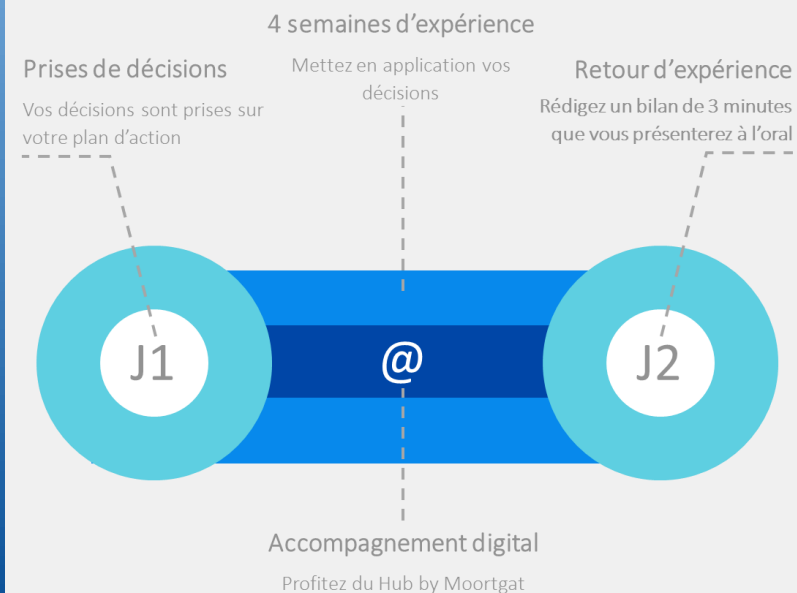 4 semaines d'expérience
Mettez en application vos
décisions
Prises de décisions
Vos décisions sont prises sur
votre plan d'action
Retour d'expérience
Rédigez un bilan de 3 minutes
que vous présenterez à l'oral
J1
@
J2
Accompagnement digital
Profitez du Hub by Moortgat